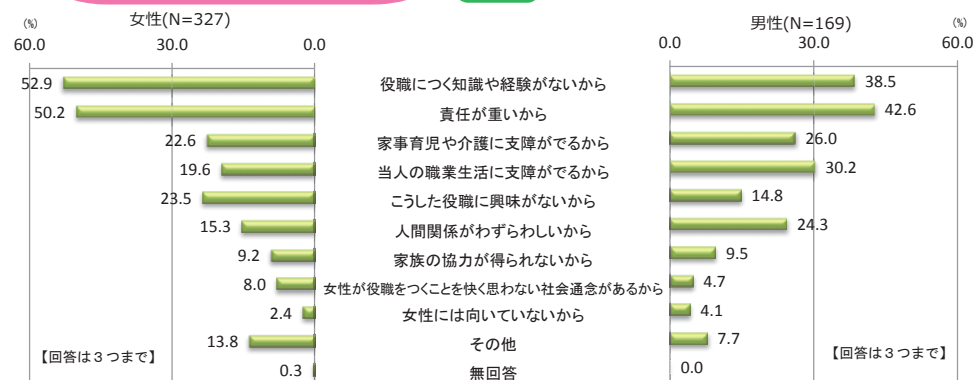 女性(N=327)
男性(N=169)
(%)
(%)
60.0 30.0 0.0
0.0 30.0 60.0
52.9 役職につく知識や経験がないから 38.5
50.2 責任が重いから 42.6
22.6 家事育児や介護に支障がでるから 26.0
19.6 当人の職業生活に支障がでるから 30.2
23.5 こうした役職に興味がないから 14.8
15.3 人間関係がわずらわしいから 24.3
9.2 家族の協力が得られないから 9.5
8.0 女性が役職をつくことを快く思わない社会通念があるから 4.7
2.4 女性には向いていないから 4.1
13.8 その他 7.7
【回答は３つまで】 【回答は３つまで】
0.3 無回答 0.0